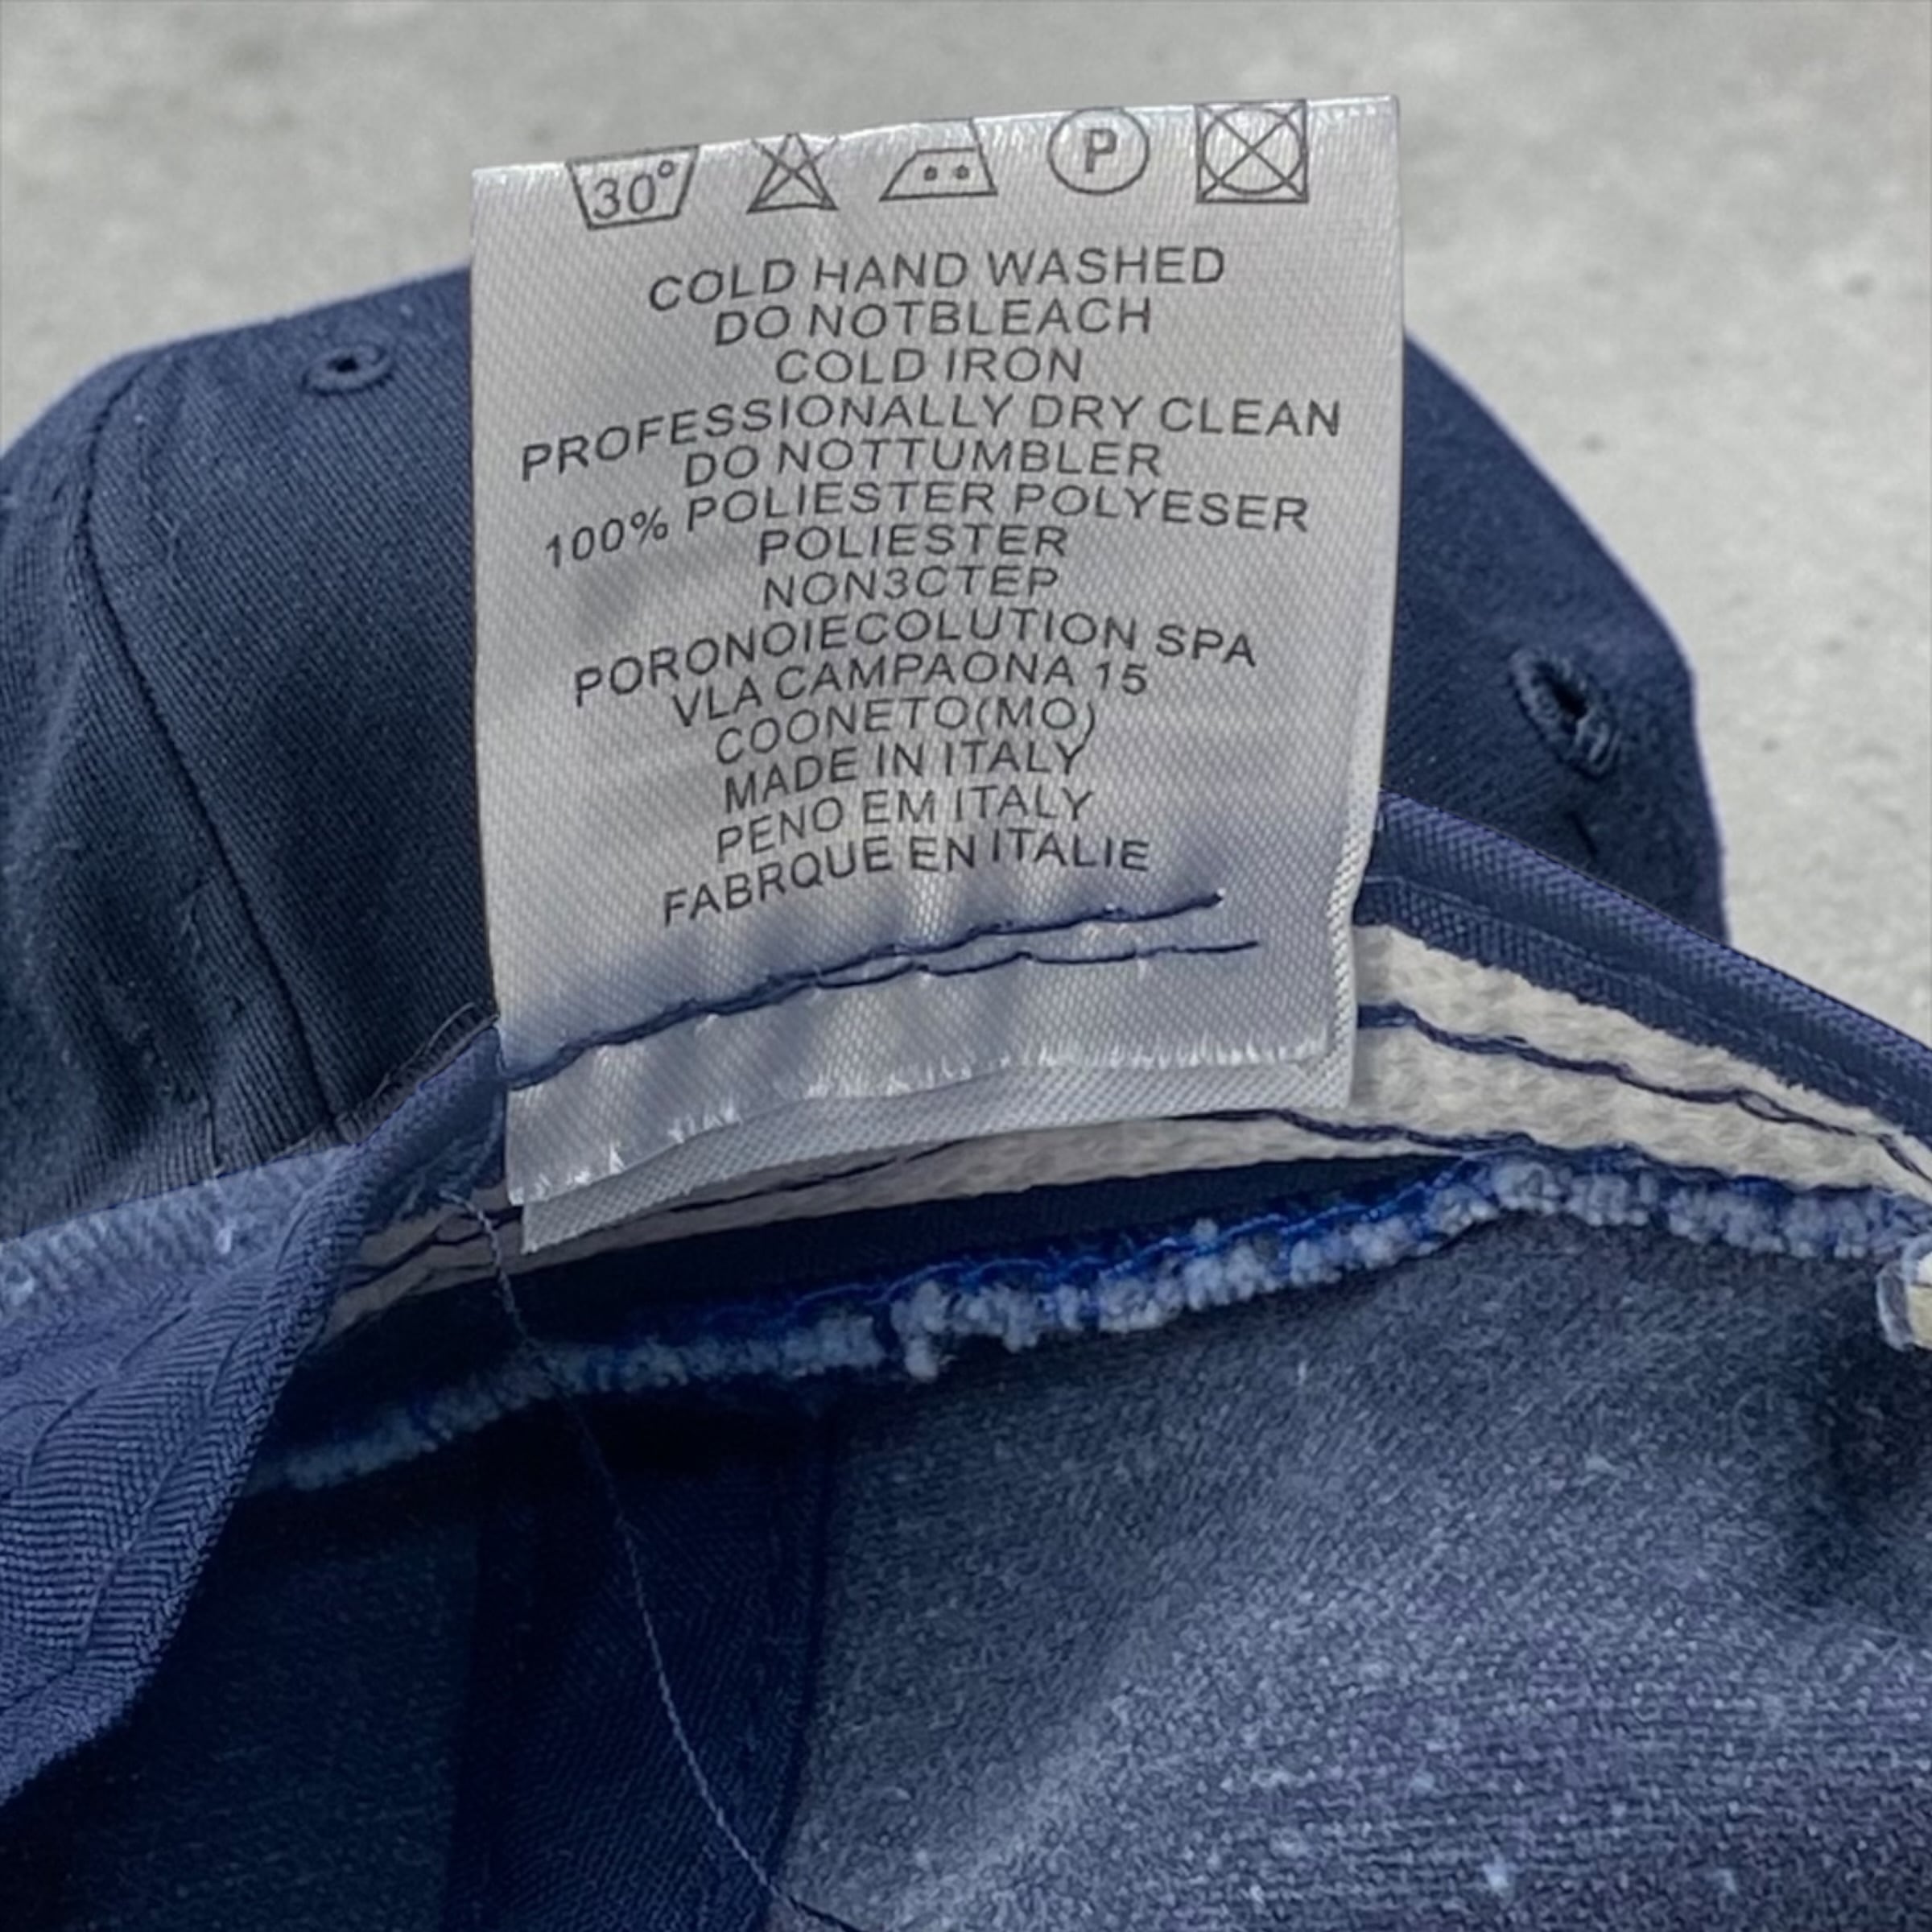 30°
P
COLD HAND WASHED
DO NOTBLEACH
COLD IRON
PROFESSIONALLY DRY CLEAN
DO NOTTUMBLER
100% POLIESTER POLYESER
POLIESTER
NON3CTEP
PORONOIECOLUTION SPA
VLA CAMPAONA 15
COONETO(MO)
MADE IN ITALY
PENO EM ITALY
FABRQUE EN ITALIE